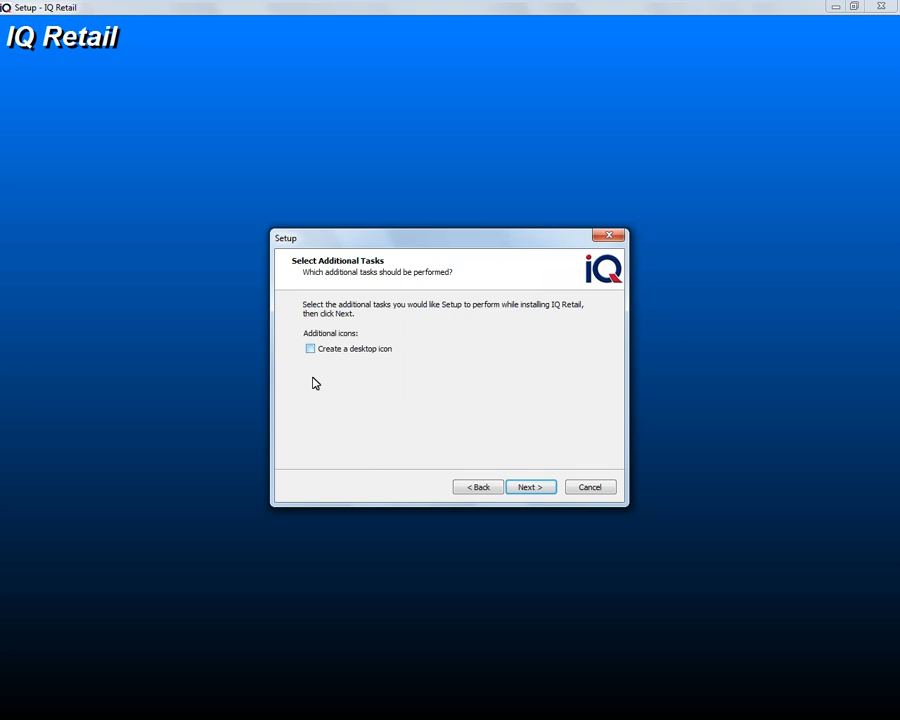 Setup - IQ Retail
IQ Retail
Setup
Select Additional Tasks
Which additional tasks should be performed?
iQ
Select the additional tasks you would like Setup to perform while installing IQ Retail,
then click Next.
Additional icons:
Create a desktop icon
< Back
Next >
Cancel